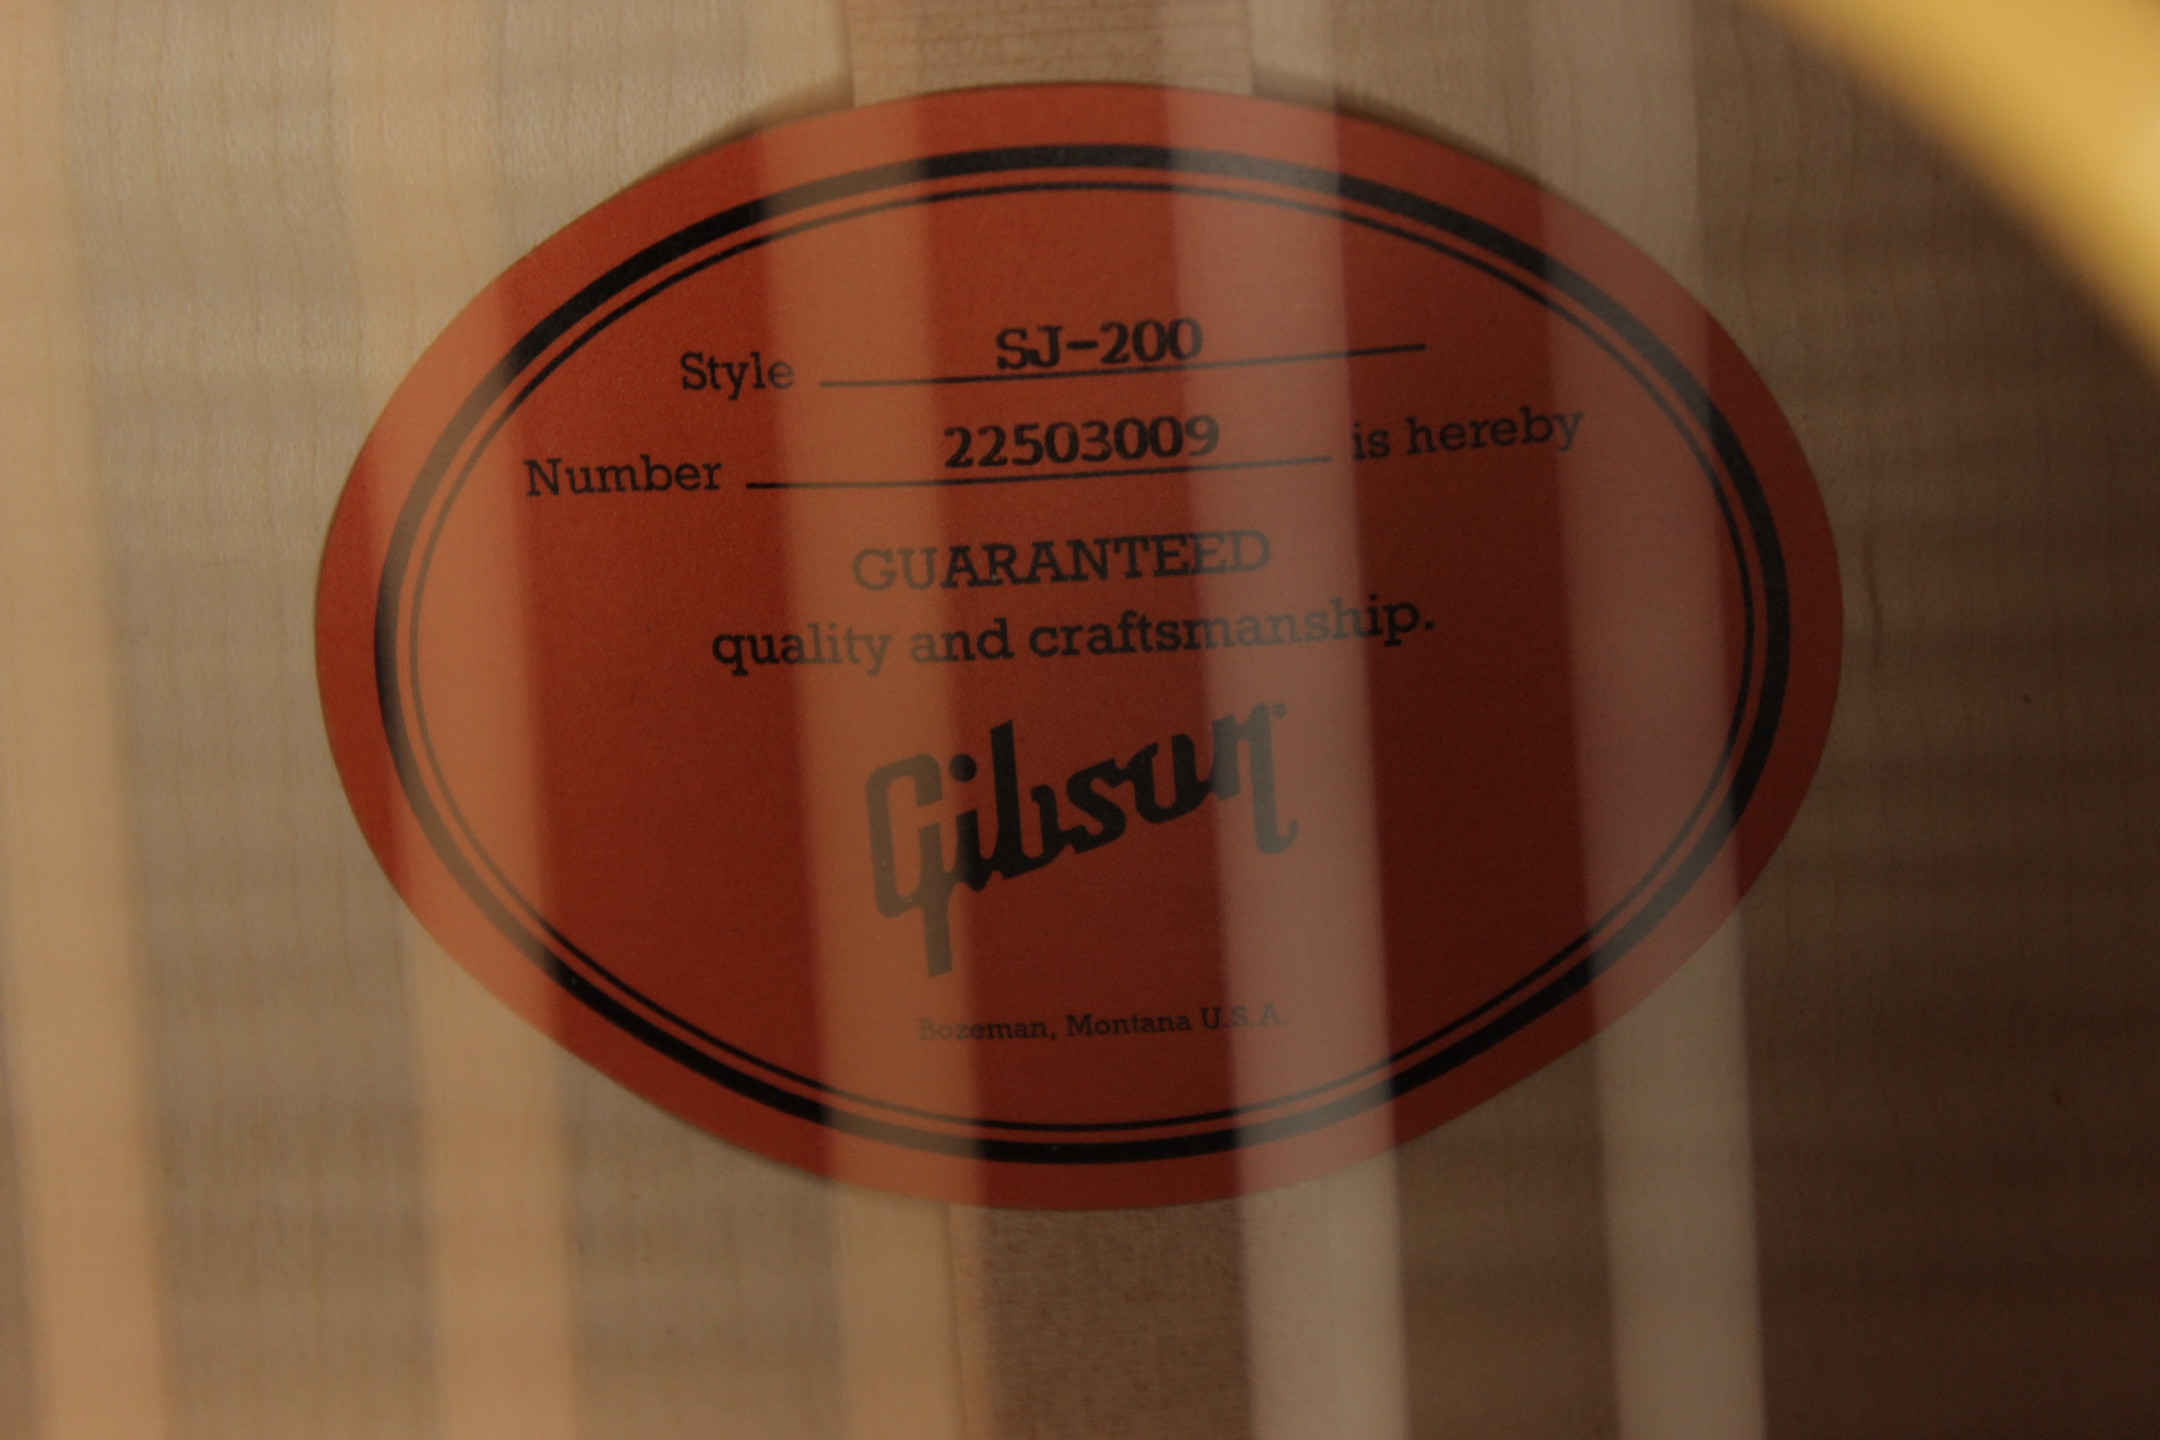 Style SJ-200
Number 22503009 is hereby
GUARANTEED
quality and craftsmanship.
Gibson
Bozeman, Montana U.S.A.